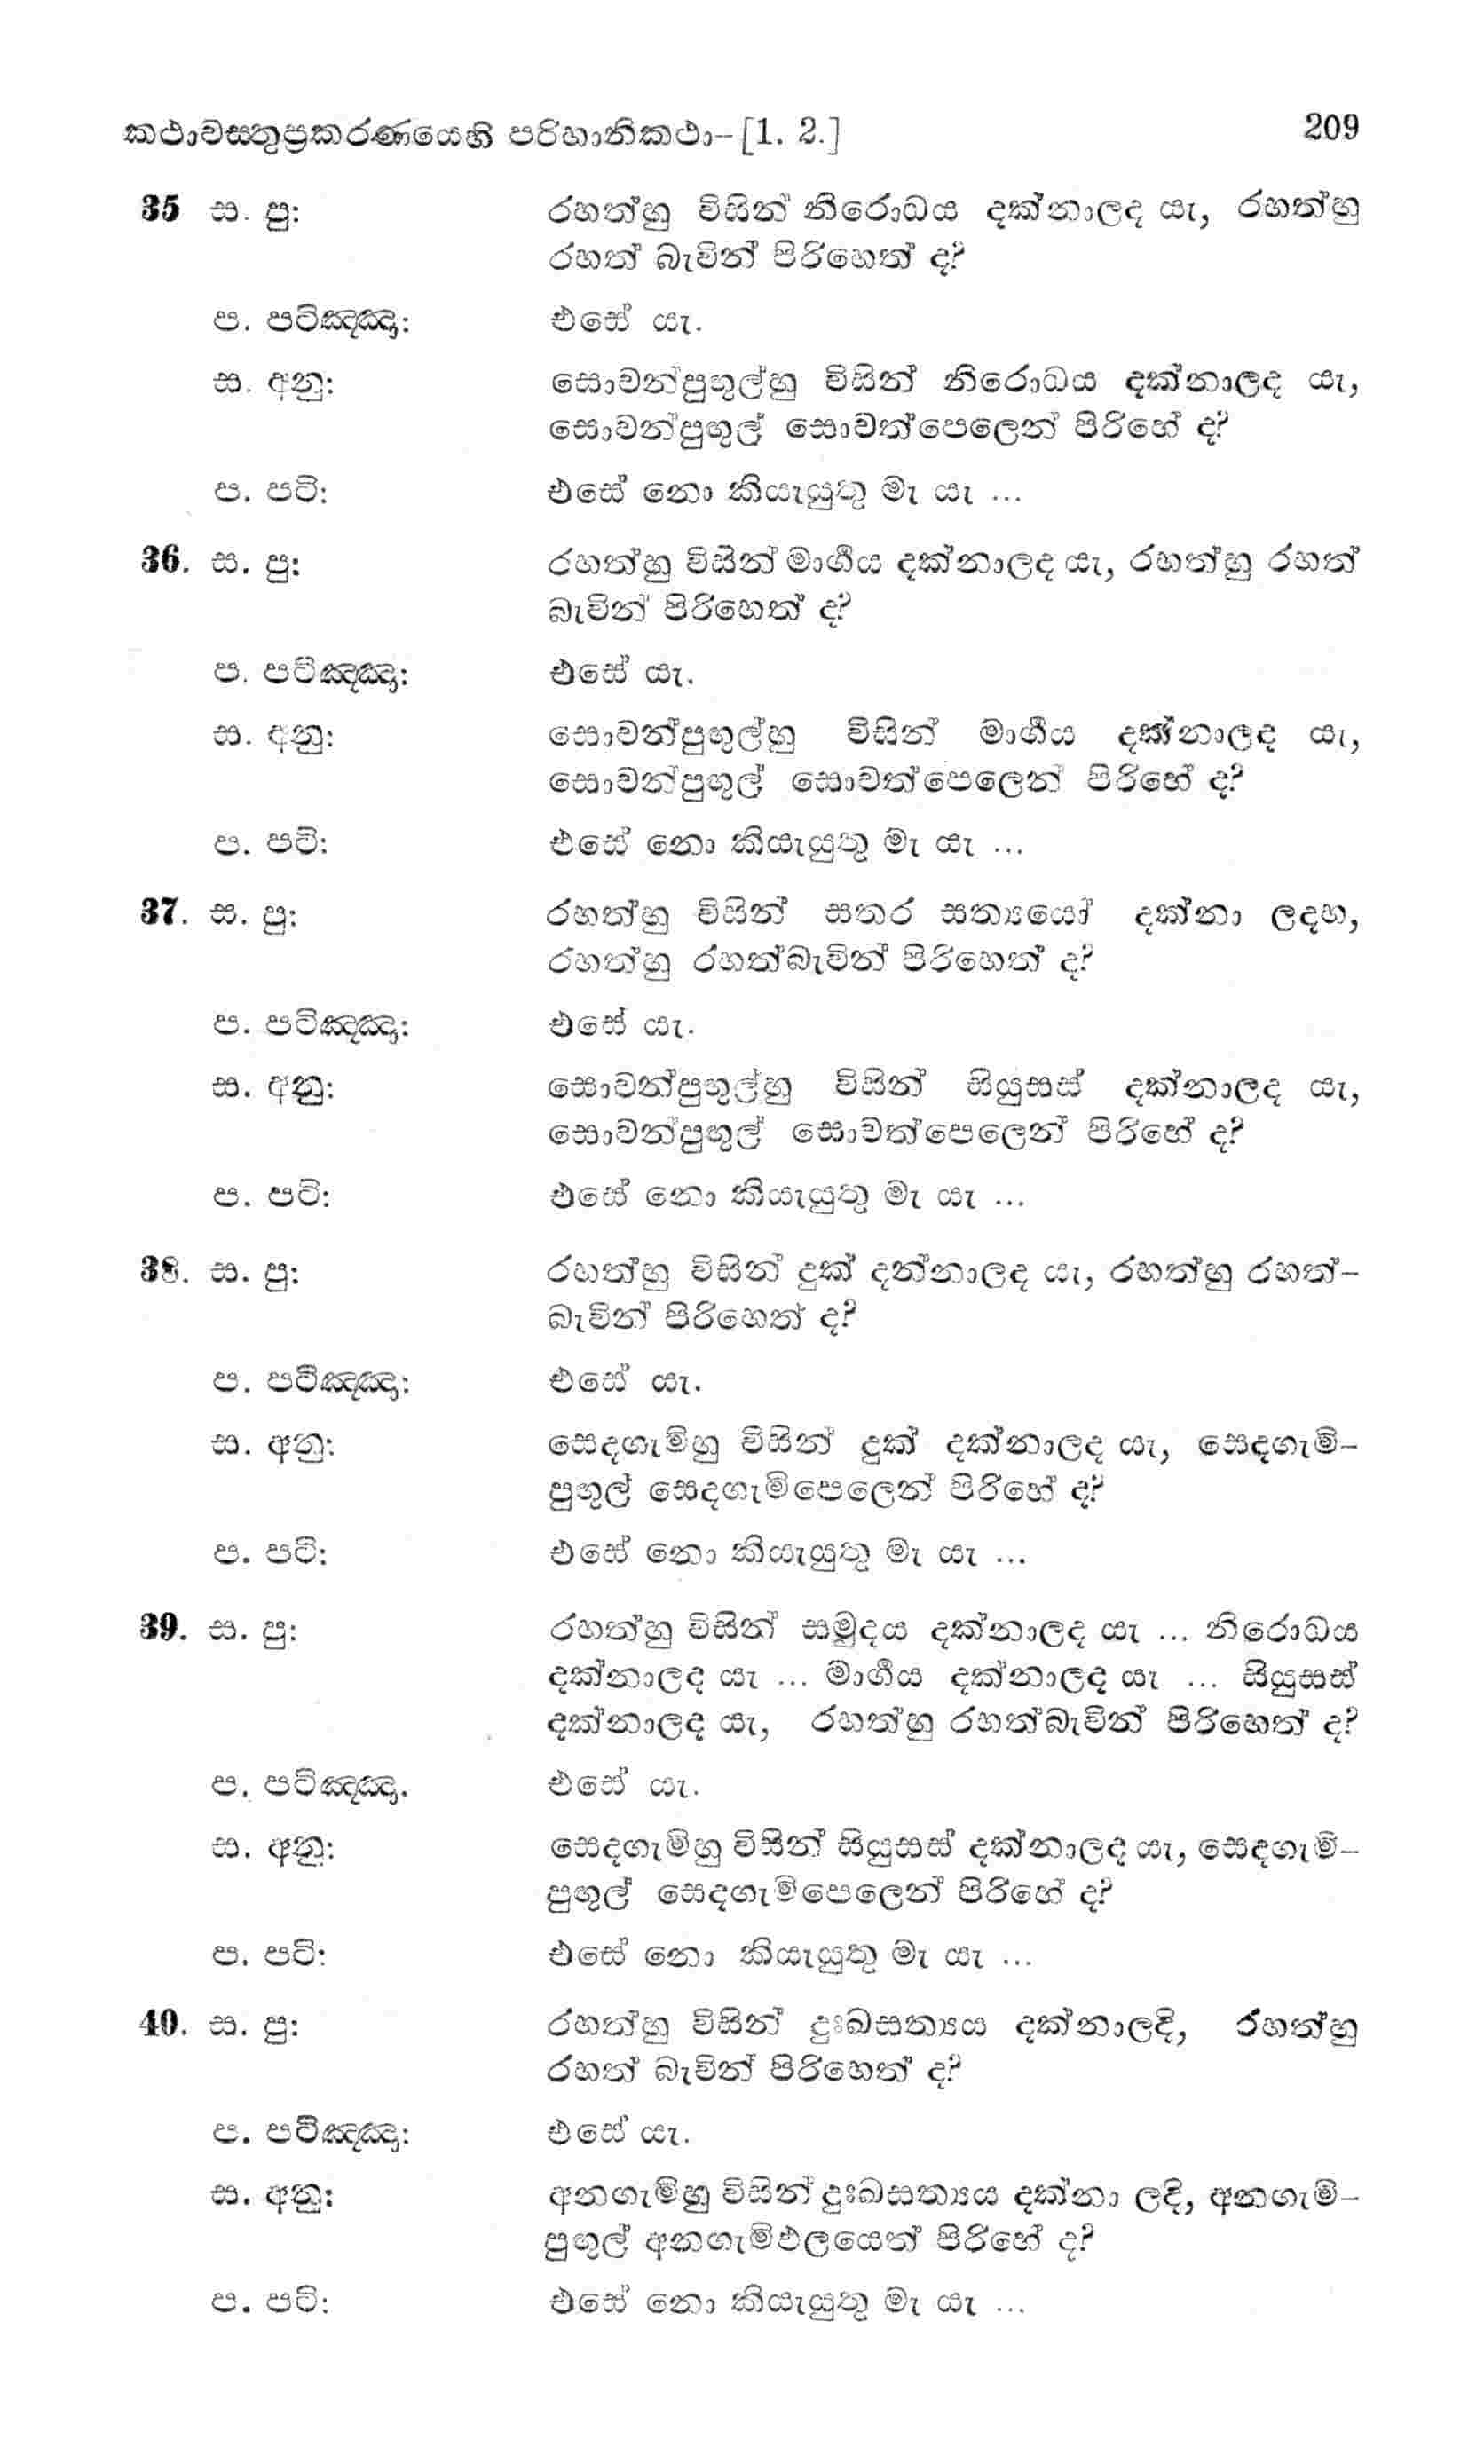 කථාවස්තුප්‍රකරණයෙහි පරිහානිකථා–[1. 2.] 209
35 ස. පු: රහත්හු විසින් නිරොධය දක්නාලද යැ, රහත්හු
රහත් බැවින් පිරිහෙත් ද?
ප. පටිඤ්ඤා: එසේ යැ.
ස. අනු: සොවන්පුඟුල්හු විසින් නිරොධය දක්නාලද යැ,
සොවන්පුඟුල් සොවන්පෙලෙන් පිරිහේ ද?
ප. පටි: එසේ නො කියැයුතු මැ යැ ...
36. ස. පු: රහත්හු විසින් මාර්‍ගය දක්නාලද යැ, රහත්හු රහත්
බැවින් පිරිහෙත් ද?
ප. පටිඤ්ඤා: එසේ යැ.
ස. අනු: සොවන්පුඟුල්හු විසින් මාර්‍ගය දක්නාලද යැ,
සොවන්පුඟුල් සොවත්පෙලෙන් පිරිහේ ද?
ප. පටි: එසේ නො කියැයුතු මැ යැ ...
37. ස. පු: රහත්හු විසින් සතර සත්‍යයෝ දක්නා ලදහ,
රහත්හු රහත්බැවින් පිරිහෙත් ද?
ප. පටිඤ්ඤා: එසේ යැ.
ස. අනු: සොවන්පුඟුල්හු විසින් සියුසස් දක්නාලද යැ,
සොවන්පුඟුල් සොවත්පෙලෙන් පිරිහේ ද?
ප. පටි: එසේ නො කියැයුතු මැ යැ ...
38. ස. පු: රහත්හු විසින් දුක් දන්නාලද යැ, රහත්හු රහත්–
බැවින් පිරිහෙත් ද?
ප. පටිඤ්ඤා: එසේ යැ.
ස. අනු: සෙදගැමිහු විසින් දුක් දක්නාලද යැ, සෙදගැමි–
පුඟුල් සෙදගැමිපෙලෙන් පිරිහේ ද?
ප. පටි: එසේ නො කියැයුතු මැ යැ ...
39. ස. පු: රහත්හු විසින් සමුදය දක්නාලද යැ ... නිරොධය
දක්නාලද යැ ... මාර්‍ගය දක්නාලද යැ ... සියුසස්
දක්නාලද යැ, රහත්හු රහත්බැවින් පිරිහෙත් ද?
ප. පටිඤ්ඤා. එසේ යැ.
ස. අනු: සෙදගැමිහු විසින් සියුසස් දක්නාලද යැ, සෙදගැමි–
පුඟුල් සෙදගැමිපෙලෙන් පිරිහේ ද?
ප. පටි: එසේ නො කියැයුතු මැ යැ ...
40. ස. පු: රහත්හු විසින් දුඃඛසත්‍යය දක්නාලදි, රහත්හු
රහත් බැවින් පිරිහෙත් ද?
ප. පටිඤ්ඤා: එසේ යැ.
ස. අනු: අනගැමිහු විසින් දුඃඛසත්‍යය දක්නා ලදි, අනගැමි–
පුඟුල් අනගැමිඵලයෙන් පිරිහේ ද?
ප. පටි: එසේ නො කියැයුතු මැ යැ ...